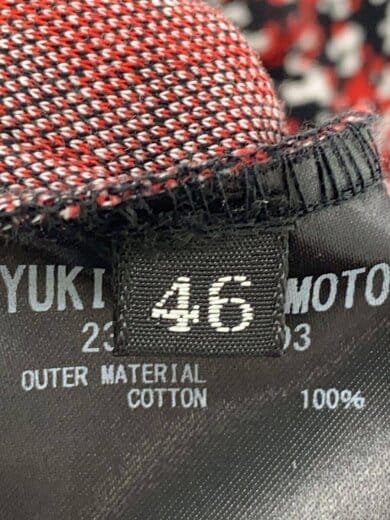 YUKI 46 MOTO
23 03
OUTER MATERIAL
COTTON 100%